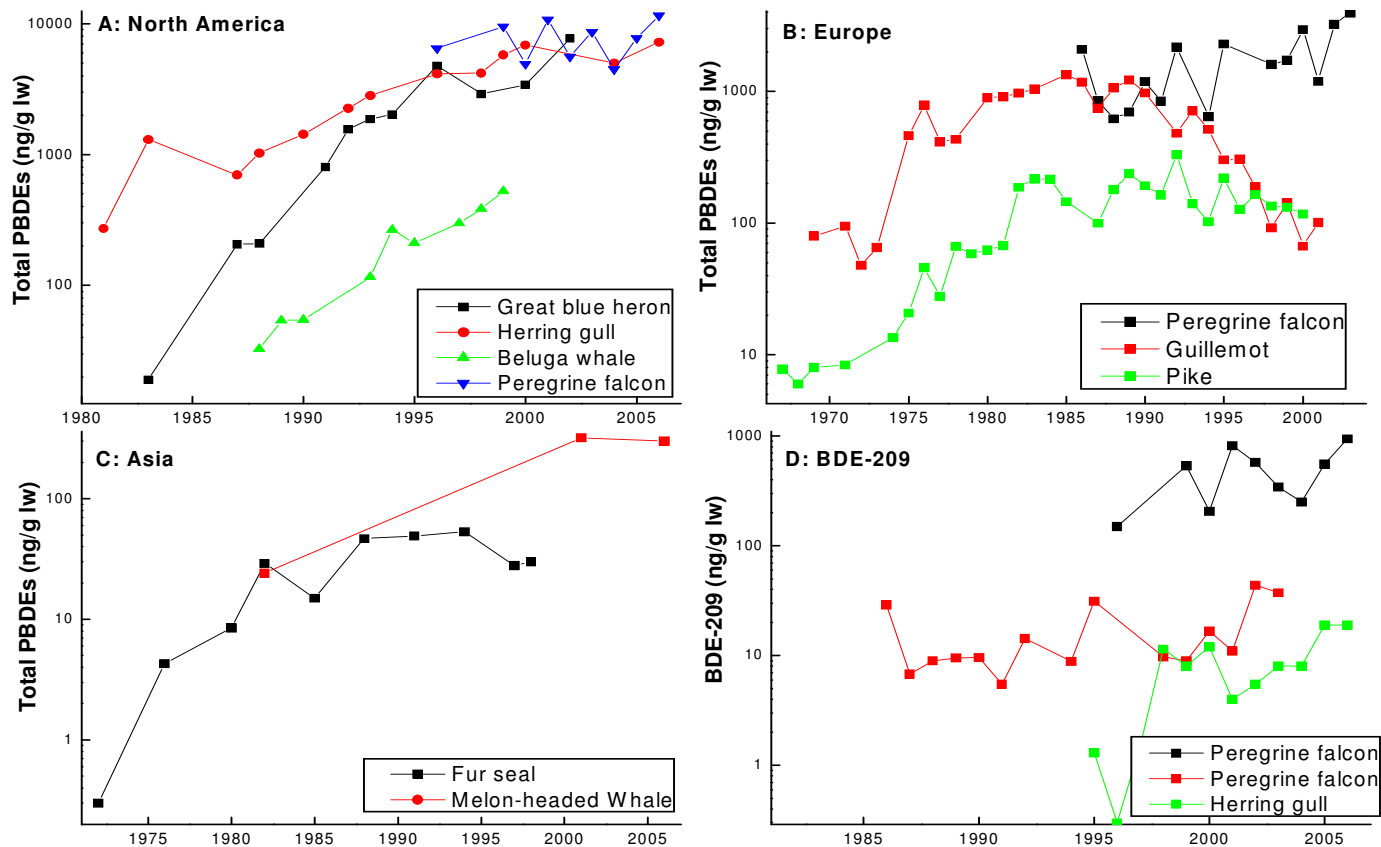 A: North America
Total PBDEs (ng/g lw)
10000
1000
100
Great blue heron
Herring gull
Beluga whale
Peregrine falcon
1980 1985 1990 1995 2000 2005
B: Europe
Total PBDEs (ng/g lw)
1000
100
10
Peregrine falcon
Guillemot
Pike
1970 1975 1980 1985 1990 1995 2000
C: Asia
Total PBDEs (ng/g lw)
100
10
1
Fur seal
Melon-headed Whale
1975 1980 1985 1990 1995 2000 2005
D: BDE-209
BDE-209 (ng/g lw)
1000
100
10
1
Peregrine falcon
Peregrine falcon
Herring gull
1985 1990 1995 2000 2005